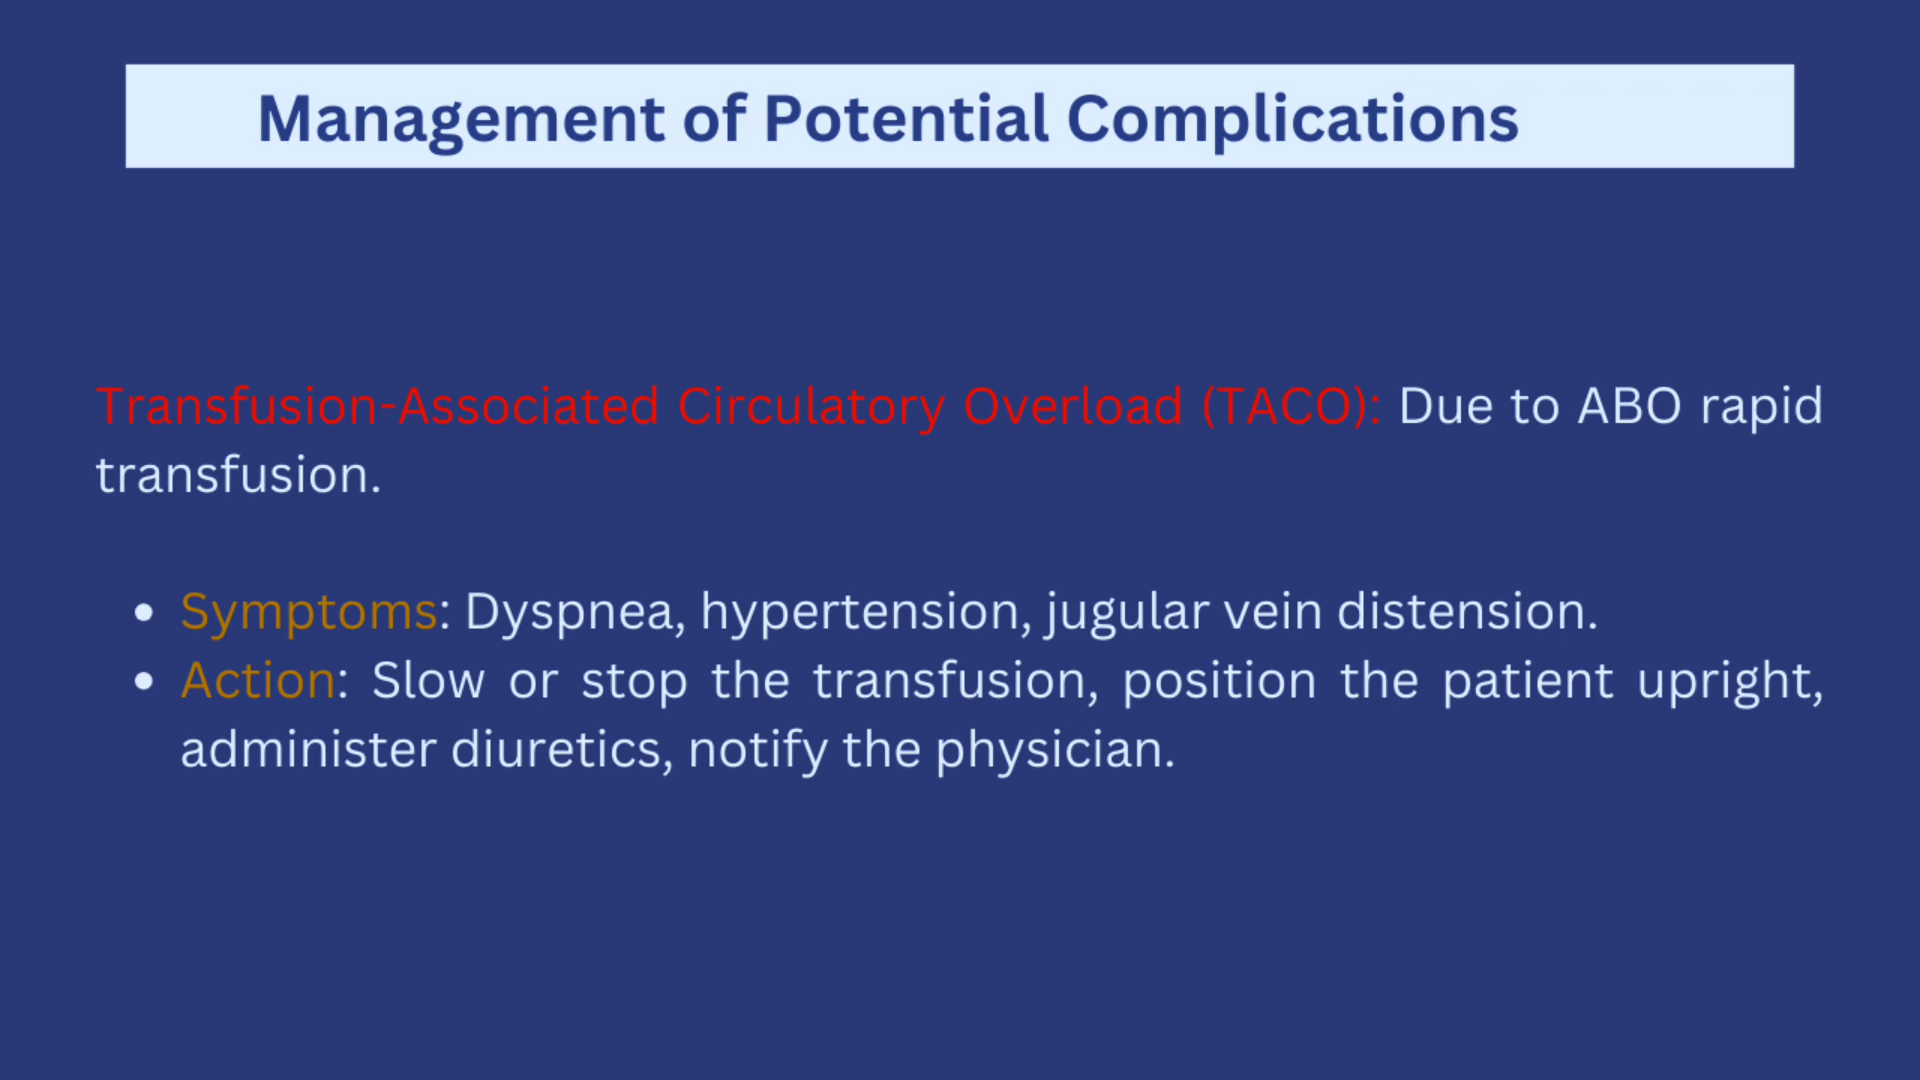 Management of Potential Complications
Transfusion-Associated Circulatory Overload (TACO): Due to ABO rapid
transfusion.
• Symptoms: Dyspnea, hypertension, jugular vein distension.
• Action: Slow or stop the transfusion, position the patient upright,
administer diuretics, notify the physician.